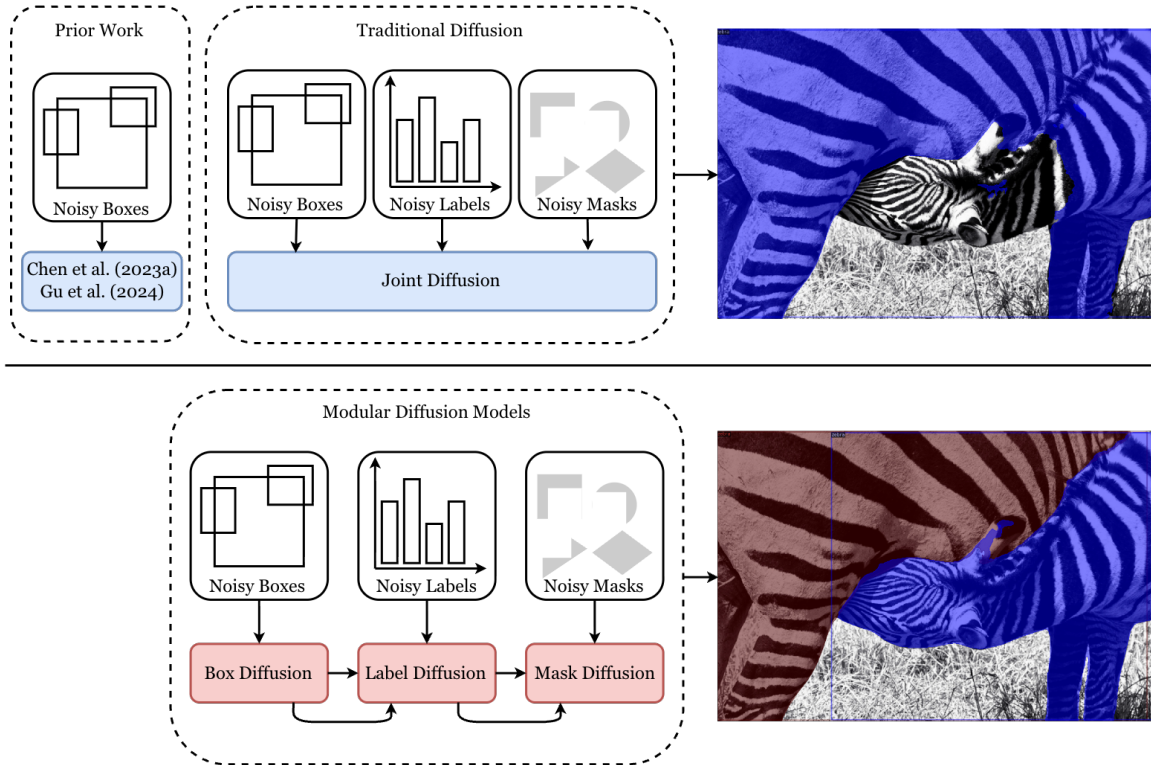 Prior Work
Noisy Boxes
Chen et al. (2023a)
Gu et al. (2024)
Traditional Diffusion
Noisy Boxes
Noisy Labels
Noisy Masks
Joint Diffusion
Modular Diffusion Models
Noisy Boxes
Noisy Labels
Noisy Masks
Box Diffusion
Label Diffusion
Mask Diffusion